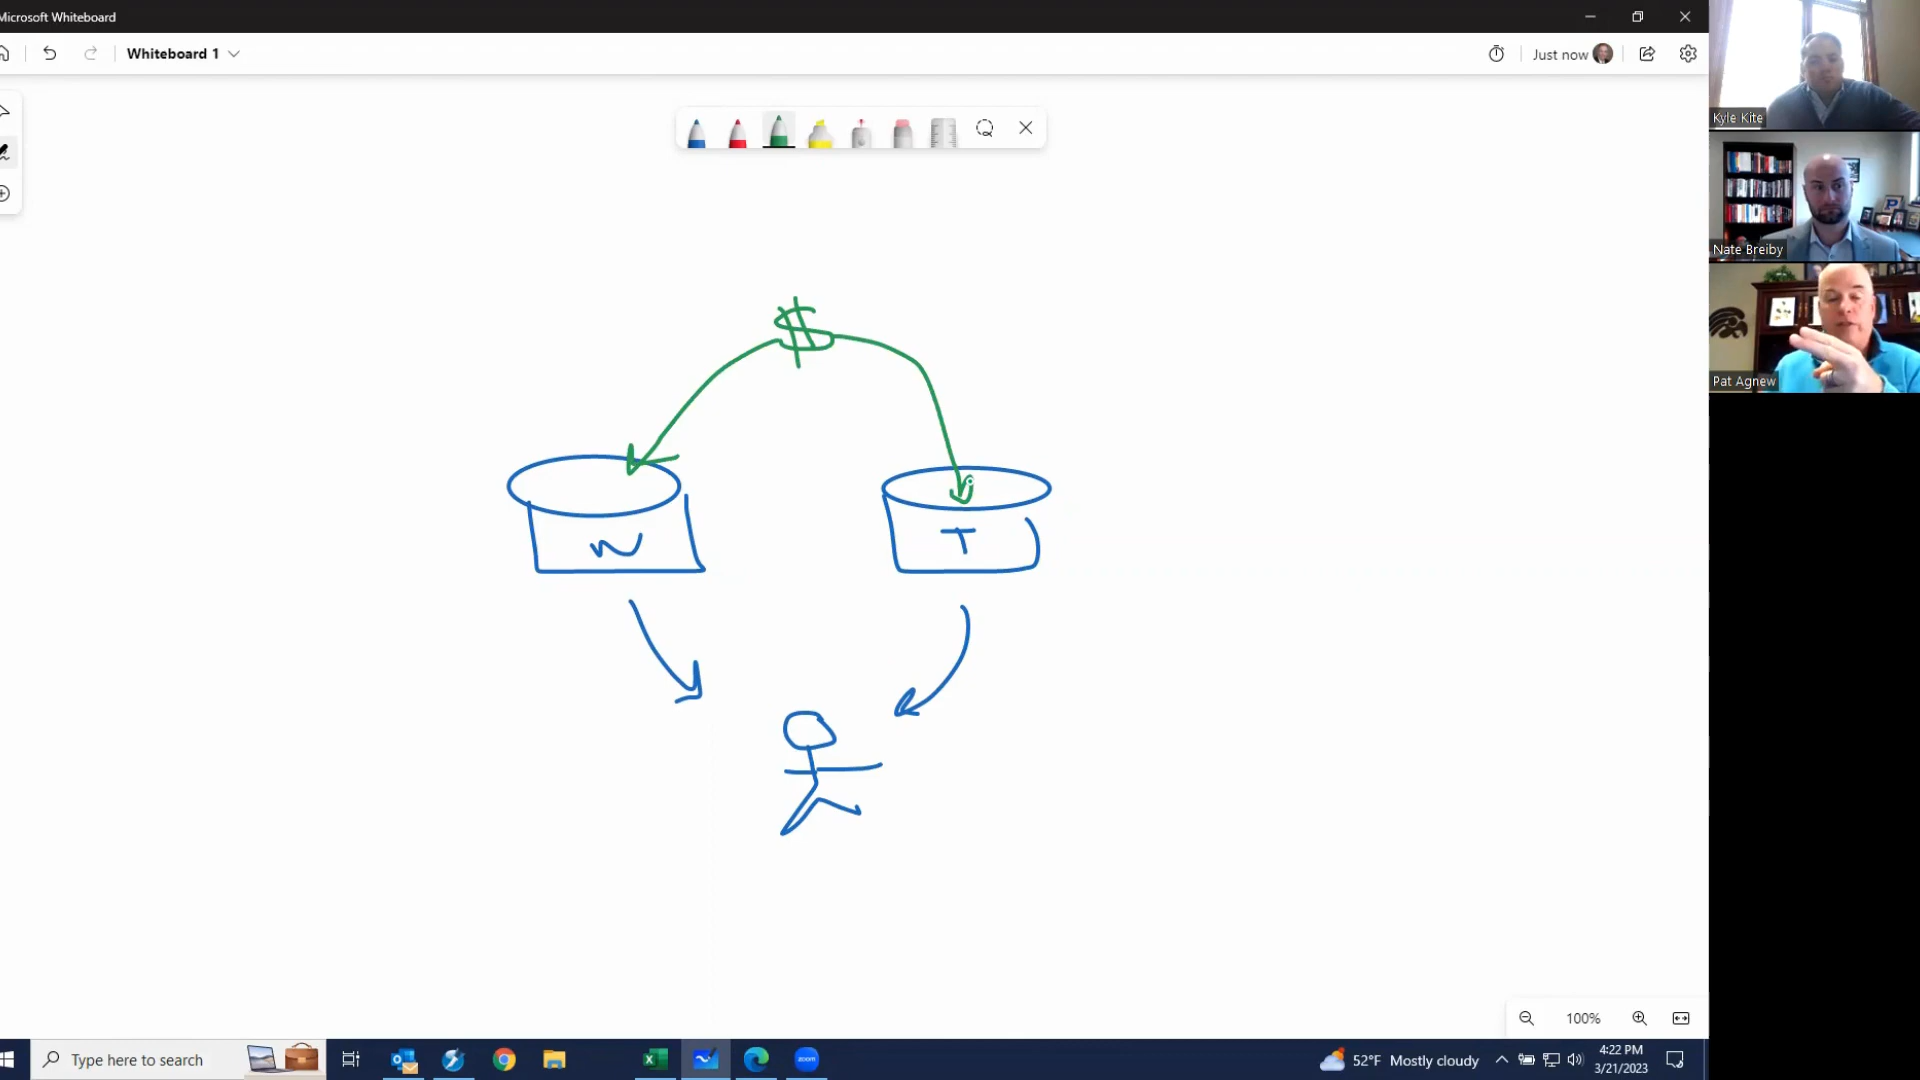 Microsoft Whiteboard
Whiteboard 1
Just now
Kyle Kite
Nate Breiby
Pat Agnew
$
N
T
100%
Type here to search
zoom
52°F Mostly cloudy
4:22 PM
3/21/2023